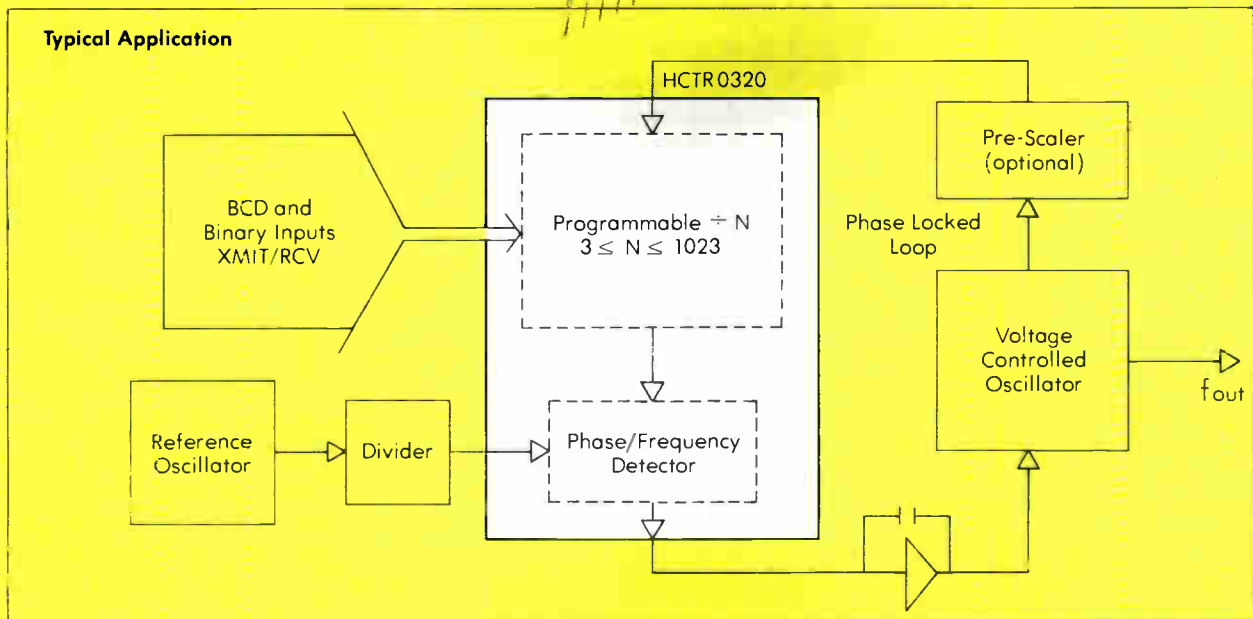 Typical Application
HCTR0320
Pre-Scaler
(optional)
BCD and
Binary Inputs
XMIT/RCV
Programmable ÷ N
3 ≤ N ≤ 1023
Phase Locked
Loop
Voltage
Controlled
Oscillator
fout
Reference
Oscillator
Divider
Phase/Frequency
Detector